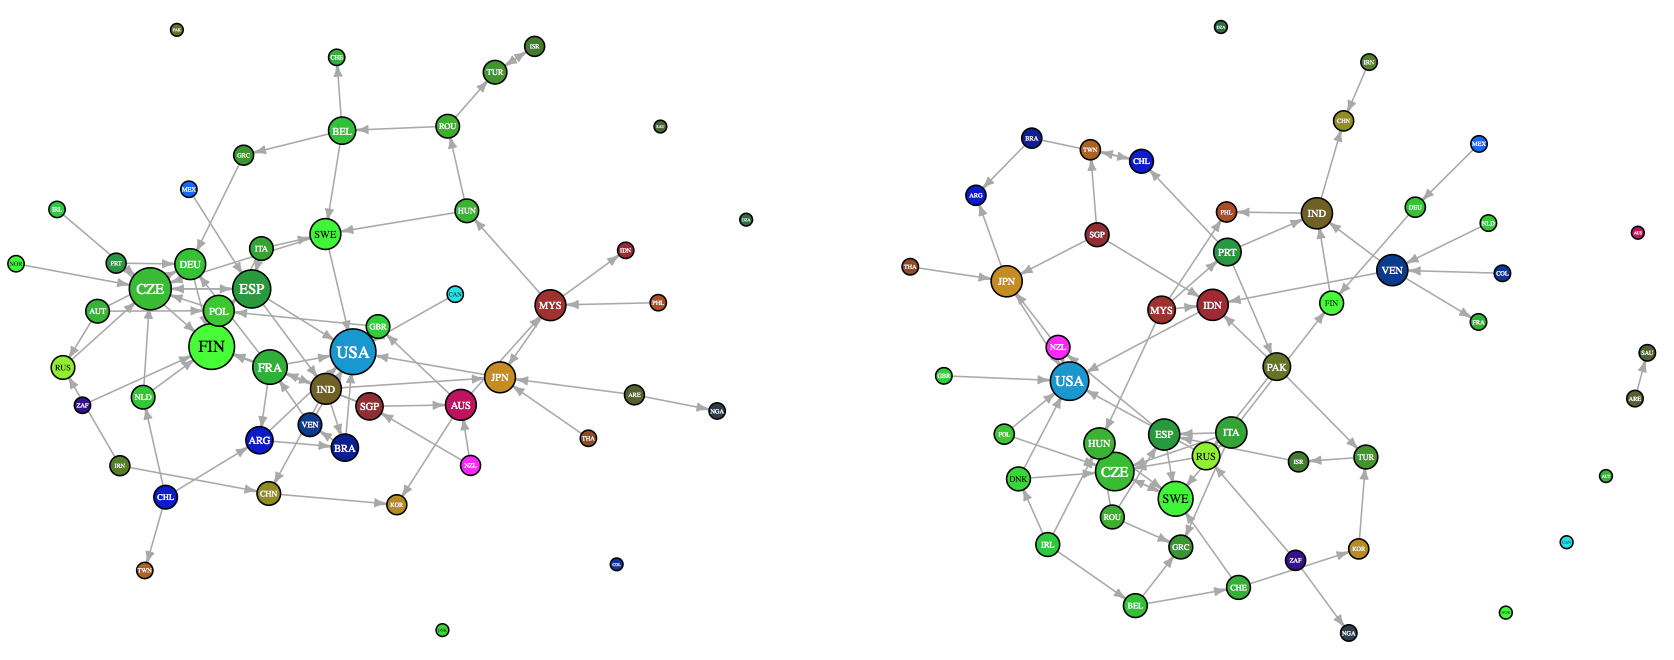 PAK
CHE
ISR
TUR
BEL
ROU
SAU
GRC
MEX
IRL
HUN
DZA
SWE
ITA
IDN
NOR
PRT
DEU
CZE
ESP
CAN
MYS
PHL
AUT
POL
GBR
FIN
USA
RUS
FRA
JPN
IND
ARE
NLD
ZAF
SGP
AUS
NGA
VEN
ARG
BRA
THA
IRN
NZL
CHN
CHL
KOR
COL
TWN
DNK
DZA
IRN
CHN
BRA
TWN
CHL
MEX
ARG
PHL
IND
DEU
NLD
SGP
AUS
PRT
THA
JPN
VEN
COL
MYS
IDN
FIN
FRA
NZL
SAU
PAK
GBR
USA
ARE
POL
HUN
ESP
ITA
RUS
ISR
TUR
CZE
DNK
AUT
SWE
ROU
IRL
GRC
KOR
CAN
ZAF
CHE
BEL
NOR
NGA